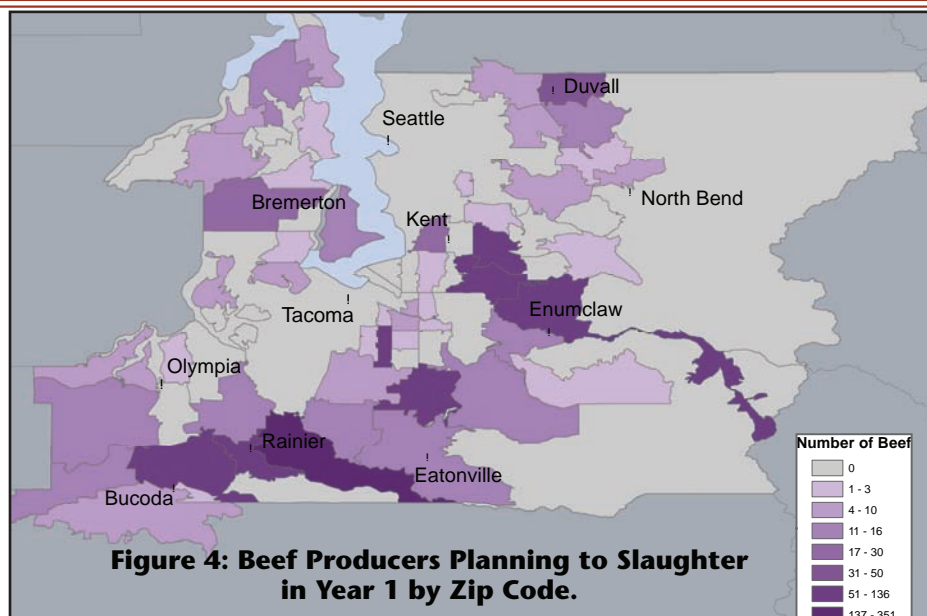 Duvall
Seattle
North Bend
Bremerton
Kent
Enumclaw
Tacoma
Olympia
Rainier
Eatonville
Bucoda
Number of Beef
0
1 - 3
4 - 10
11 - 16
17 - 30
31 - 50
51 - 136
137 - 351
Figure 4: Beef Producers Planning to Slaughter
in Year 1 by Zip Code.